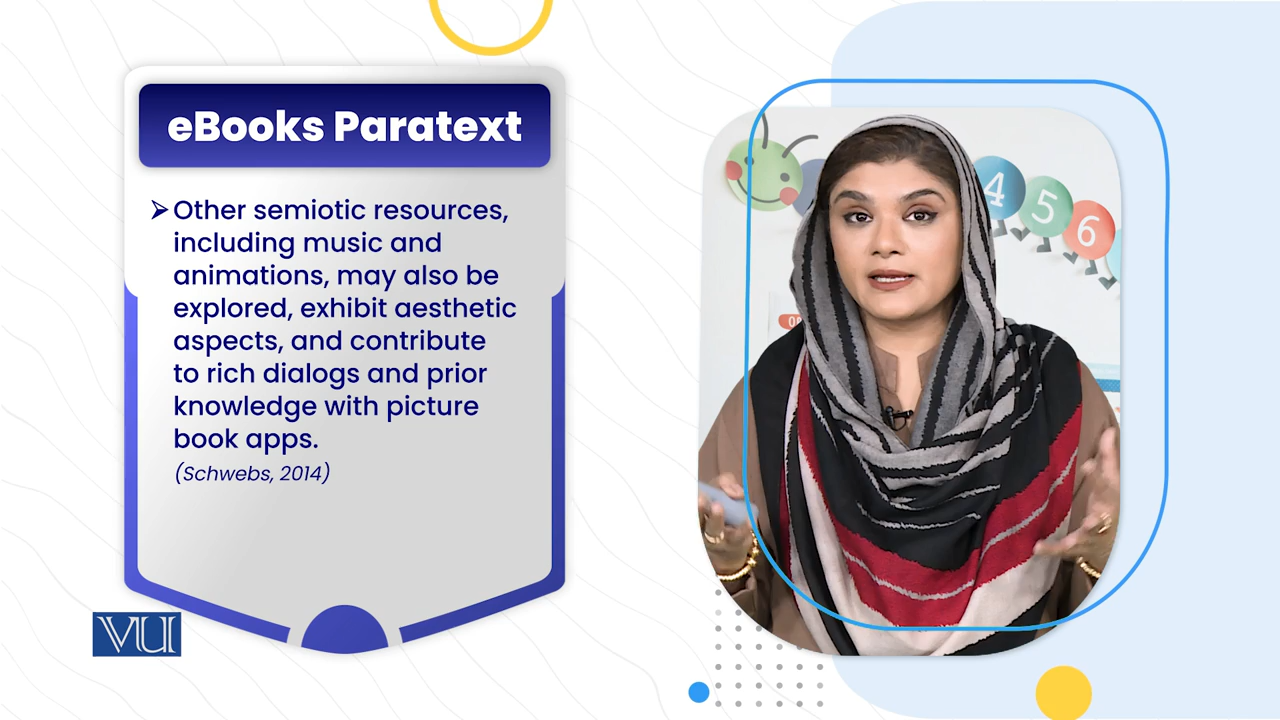 eBooks Paratext
➢ Other semiotic resources,
including music and
animations, may also be
explored, exhibit aesthetic
aspects, and contribute
to rich dialogs and prior
knowledge with picture
book apps.
(Schwebs, 2014)
VU
4 5 6